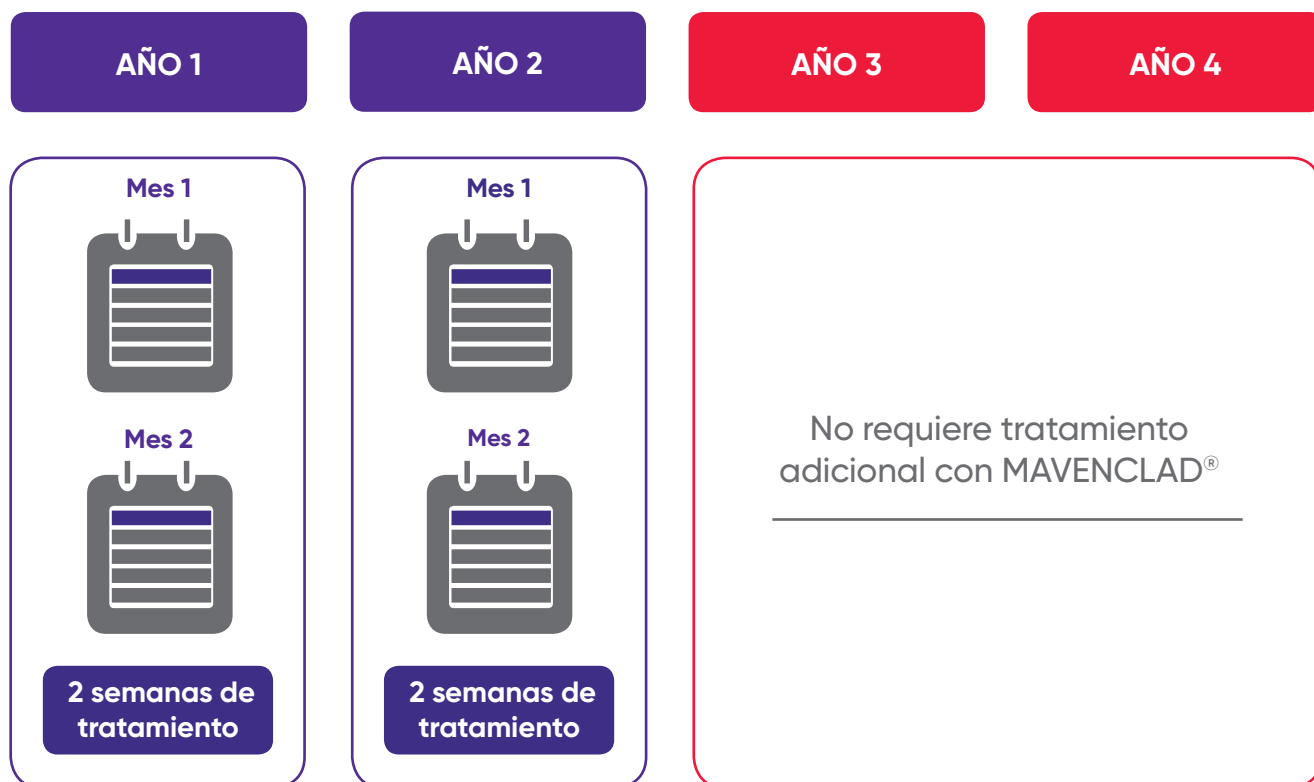 AÑO 1
AÑO 2
AÑO 3
AÑO 4
Mes 1
Mes 2
2 semanas de
tratamiento
Mes 1
Mes 2
2 semanas de
tratamiento
No requiere tratamiento
adicional con MAVENCLAD®